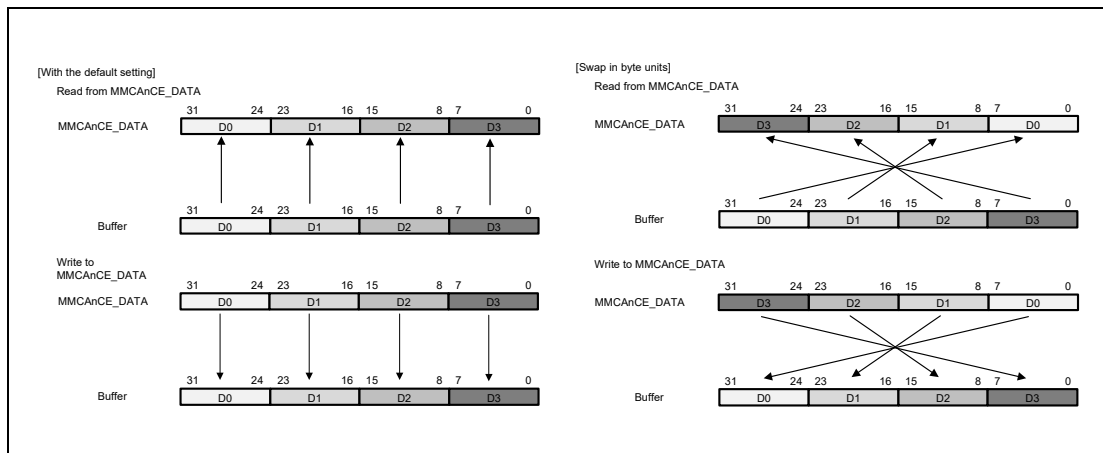 [With the default setting]
Read from MMCAnCE_DATA
31 24 23 16 15 8 7 0
MMCAnCE_DATA D0 D1 D2 D3
31 24 23 16 15 8 7 0
Buffer D0 D1 D2 D3
Write to
MMCAnCE_DATA
31 24 23 16 15 8 7 0
MMCAnCE_DATA D0 D1 D2 D3
31 24 23 16 15 8 7 0
Buffer D0 D1 D2 D3
[Swap in byte units]
Read from MMCAnCE_DATA
31 24 23 16 15 8 7 0
MMCAnCE_DATA D3 D2 D1 D0
31 24 23 16 15 8 7 0
Buffer D0 D1 D2 D3
Write to MMCAnCE_DATA
31 24 23 16 15 8 7 0
MMCAnCE_DATA D3 D2 D1 D0
31 24 23 16 15 8 7 0
Buffer D0 D1 D2 D3